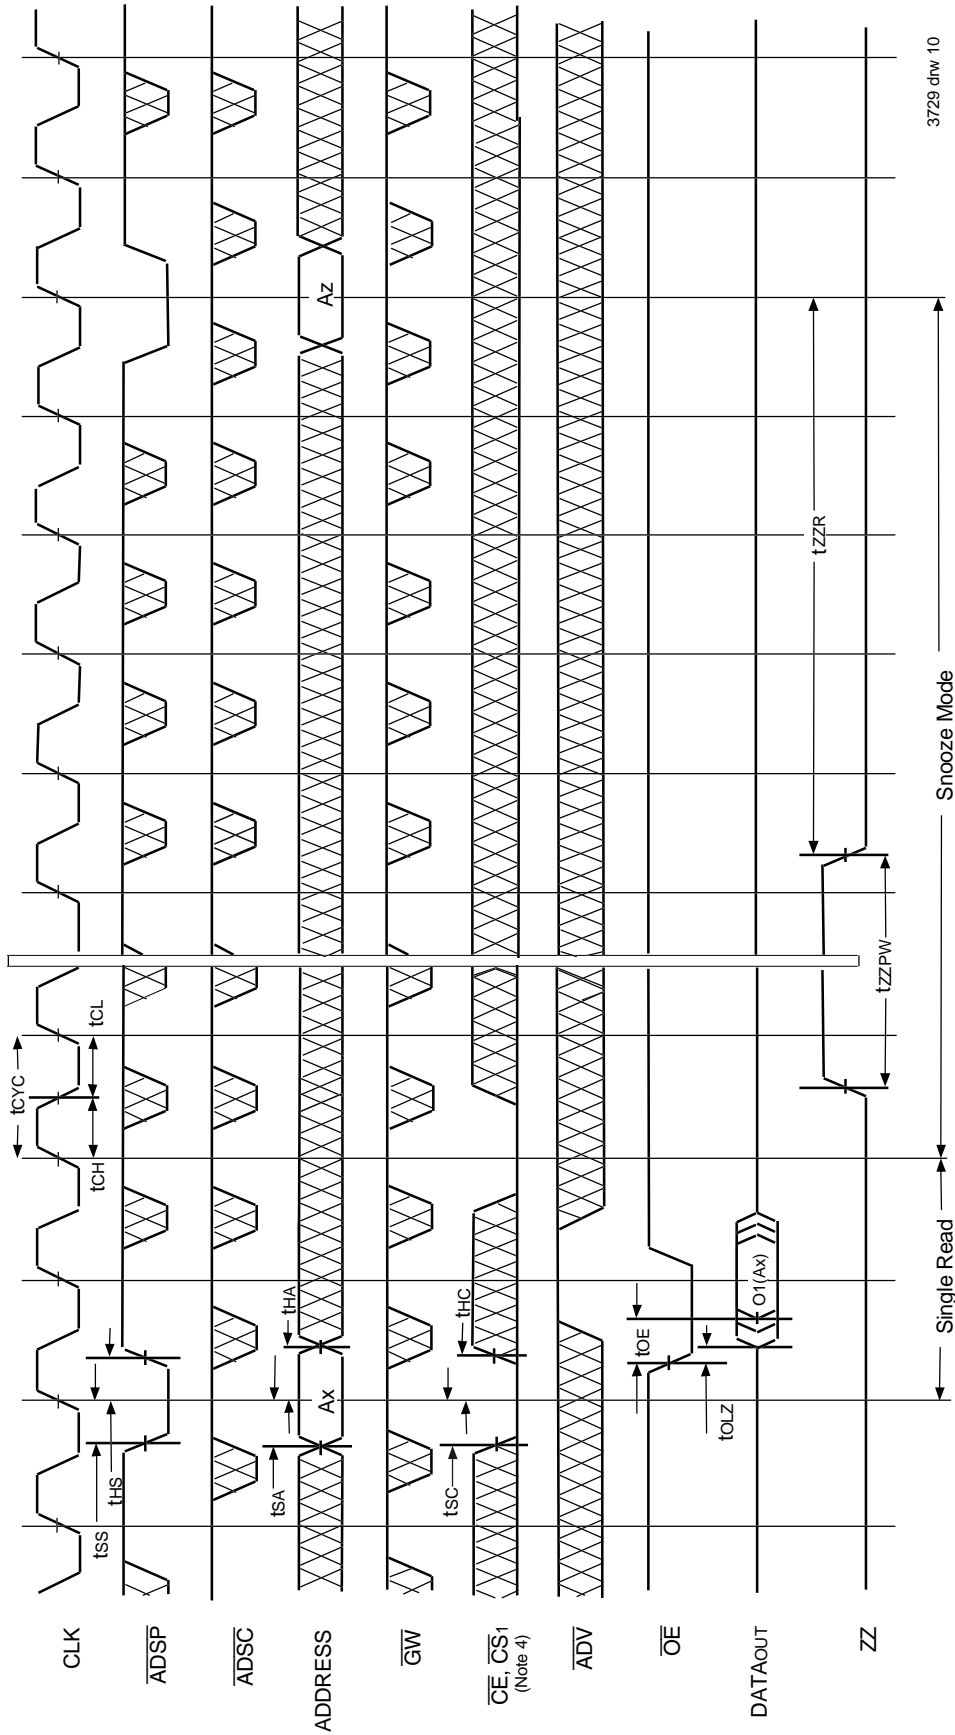 CLK
tCYC
tCH
tCL
tSS
tHS
ADSP
ADSC
ADDRESS
tSA
tHA
Ax
Az
GW
CE, CS1
(Note 4)
tSC
tHC
ADV
OE
tOE
tOLZ
DATAOUT
O1(Ax)
ZZ
tZZPW
tZZR
Single Read
Snooze Mode
3729 drw 10